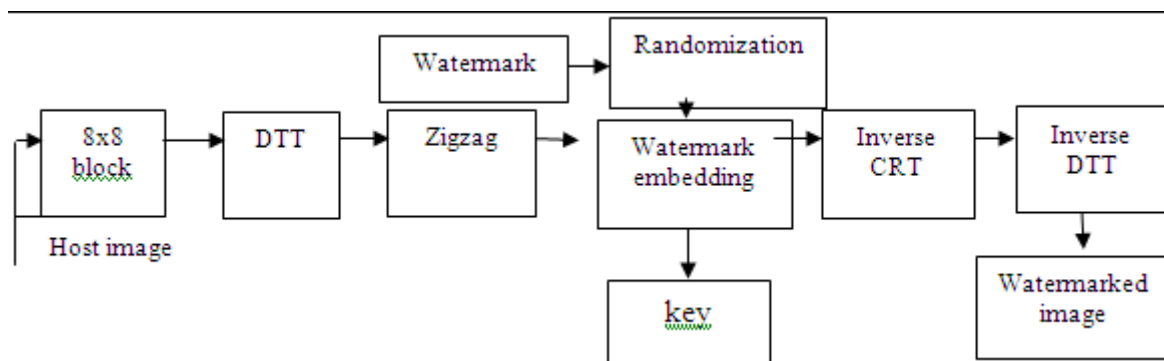 Watermark
Randomization
8x8
block
DTT
Zigzag
Watermark
embedding
Inverse
CRT
Inverse
DTT
Host image
key
Watermarked
image